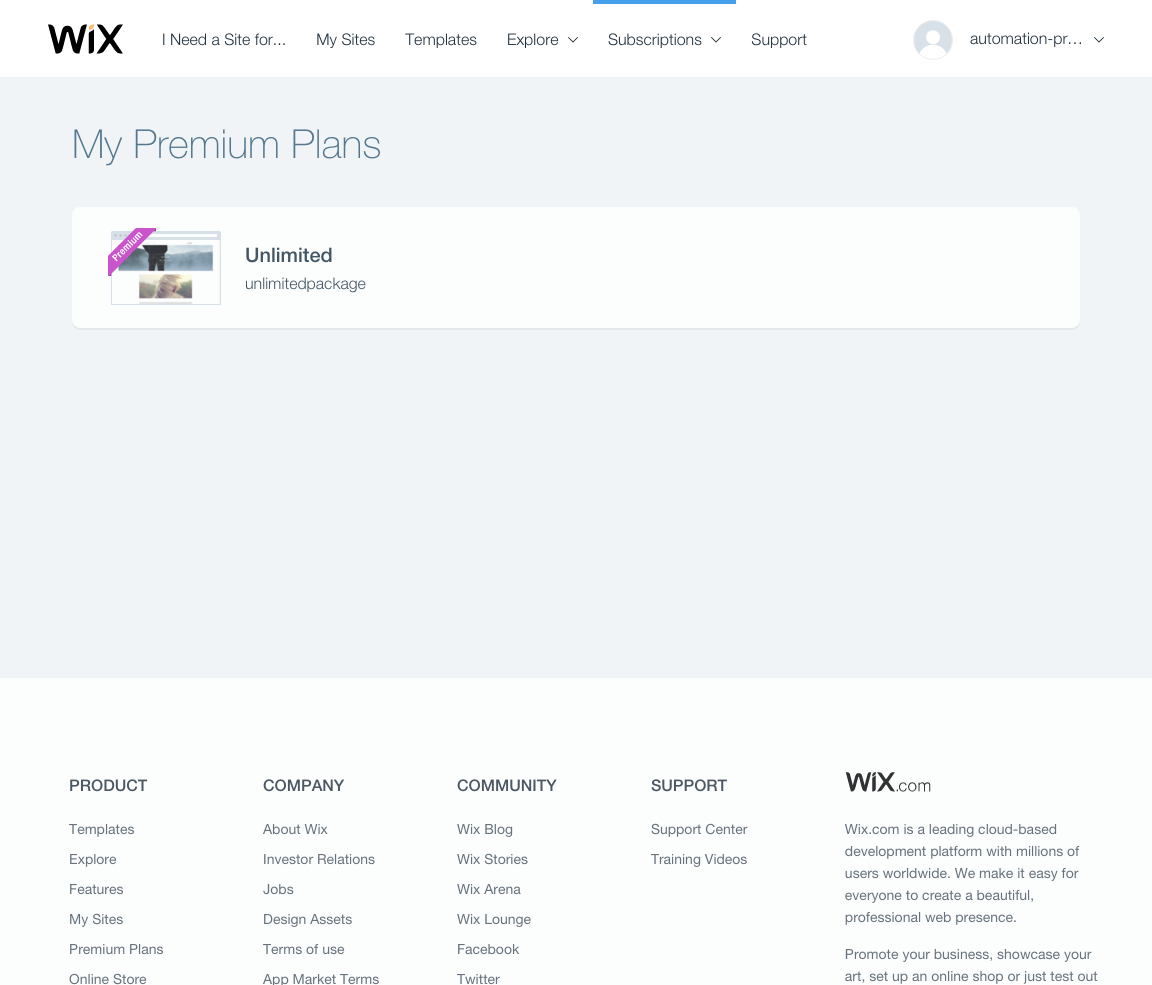 WiX
I Need a Site for...
My Sites
Templates
Explore
Subscriptions
Support
automation-pr...
My Premium Plans
Premium
Unlimited
unlimitedpackage
PRODUCT
Templates
Explore
Features
My Sites
Premium Plans
Online Store
COMPANY
About Wix
Investor Relations
Jobs
Design Assets
Terms of use
App Market Terms
COMMUNITY
Wix Blog
Wix Stories
Wix Arena
Wix Lounge
Facebook
Twitter
SUPPORT
Support Center
Training Videos
WiX.com
Wix.com is a leading cloud-based
development platform with millions of
users worldwide. We make it easy for
everyone to create a beautiful,
professional web presence.
Promote your business, showcase your
art, set up an online shop or just test out